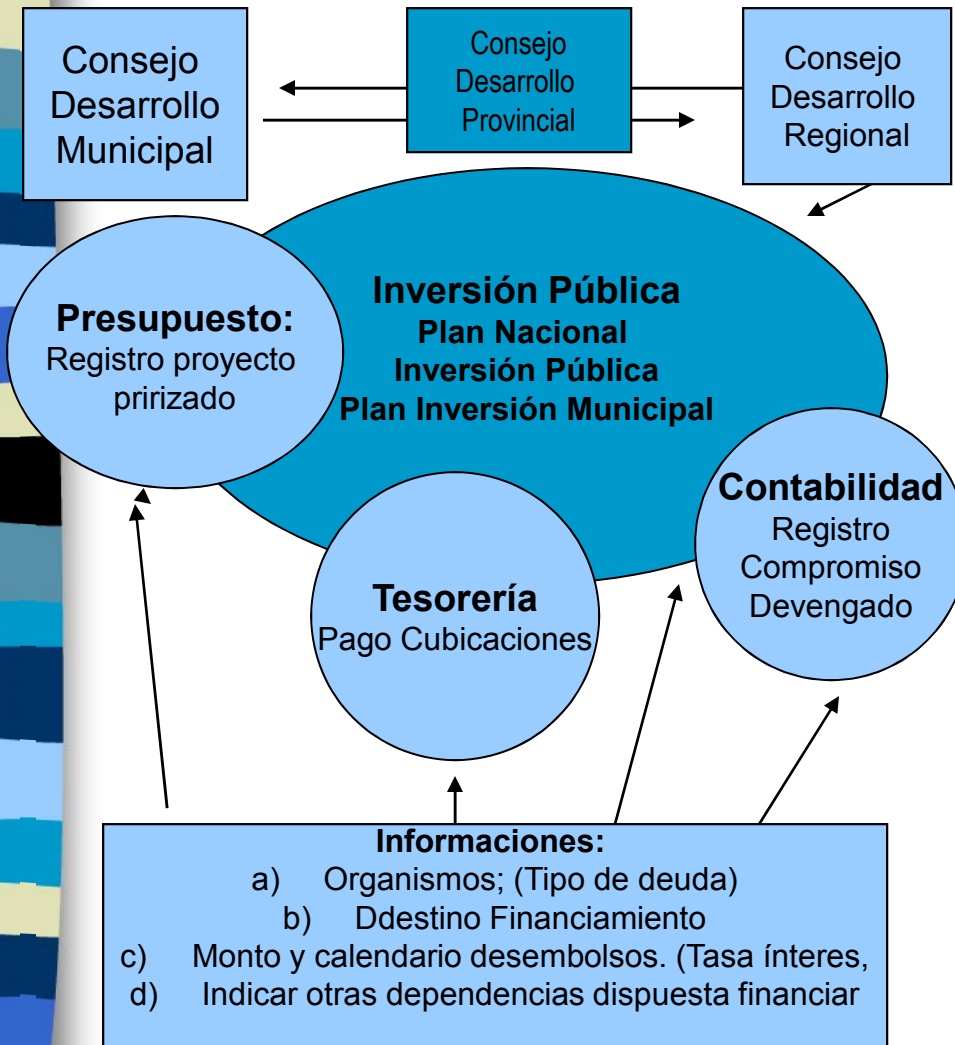 Consejo
Desarrollo
Municipal
Consejo
Desarrollo
Provincial
Consejo
Desarrollo
Regional
Inversión Pública
Plan Nacional
Inversión Pública
Plan Inversión Municipal
Presupuesto:
Registro proyecto
pririzado
Contabilidad
Registro
Compromiso
Devengado
Tesorería
Pago Cubicaciones
Informaciones:
a) Organismos; (Tipo de deuda)
b) Ddestino Financiamiento
c) Monto y calendario desembolsos. (Tasa ínteres,
d) Indicar otras dependencias dispuesta financiar